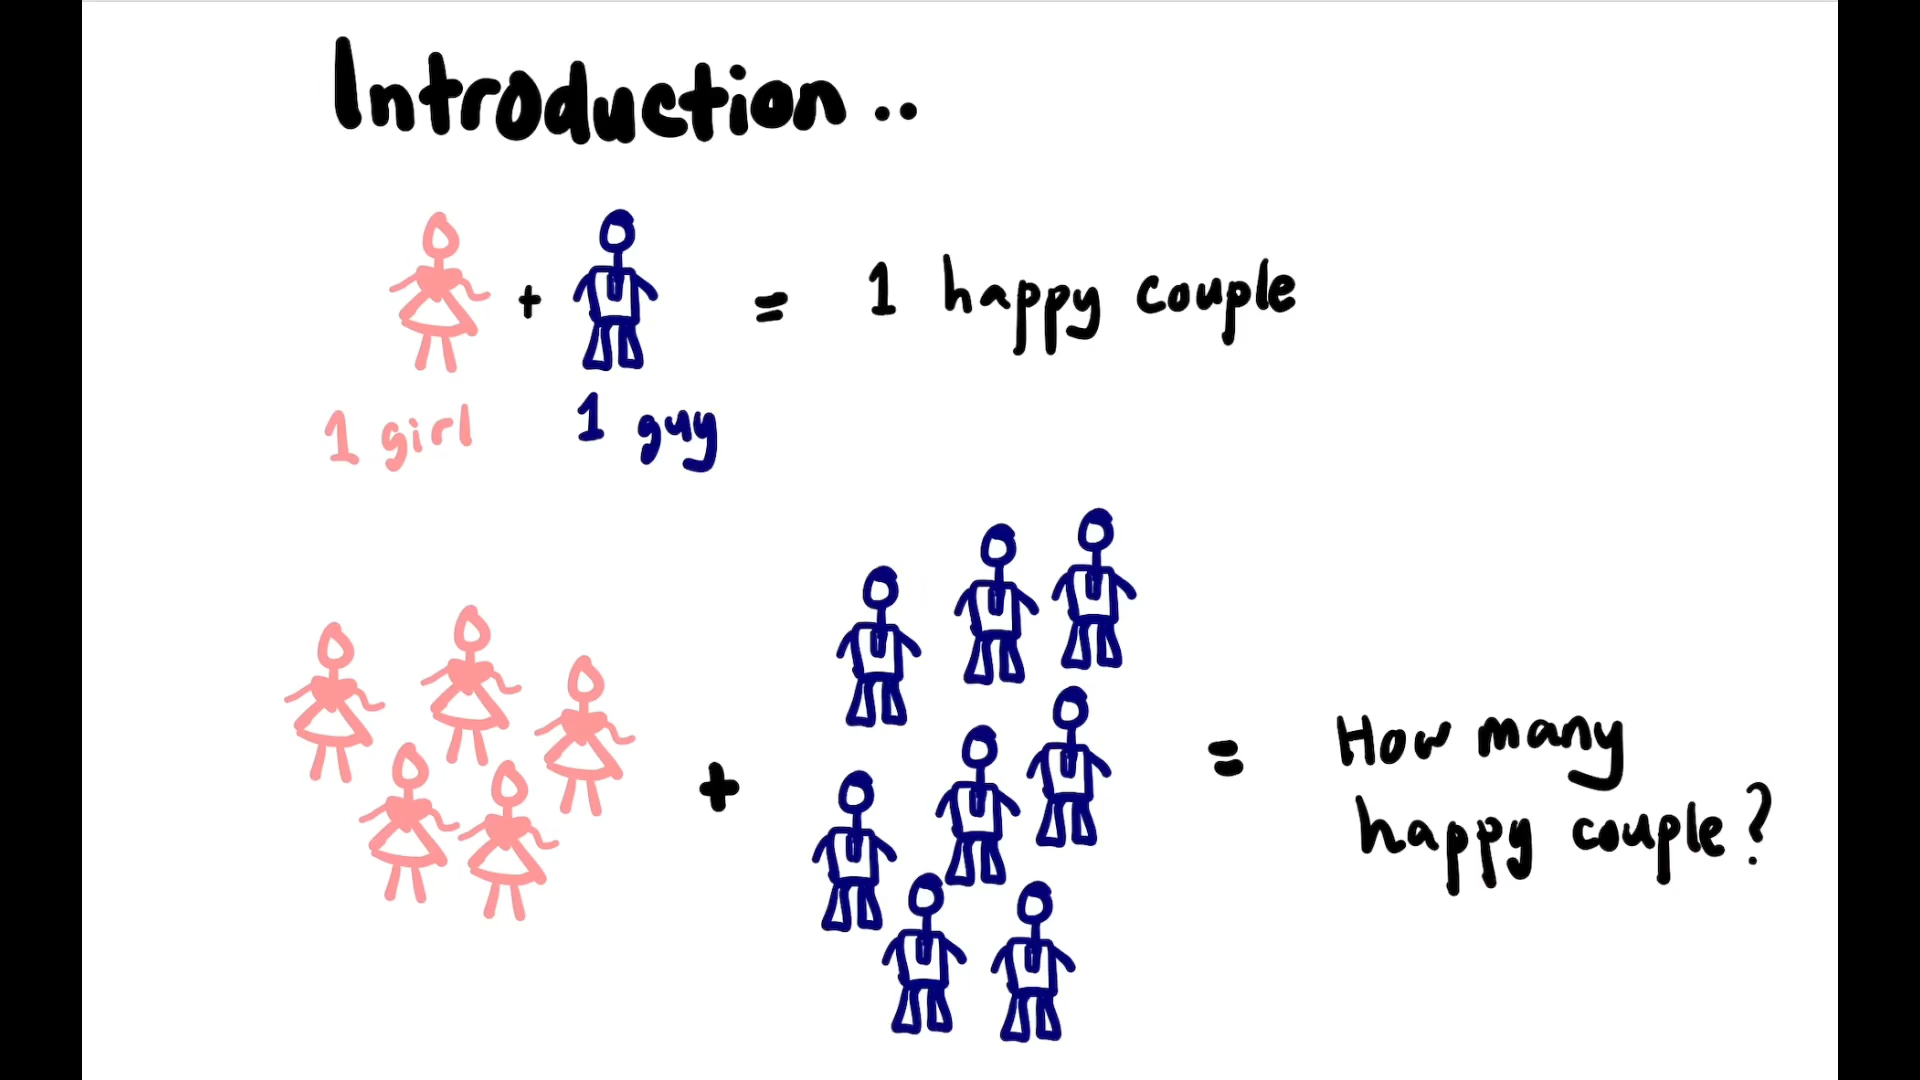 Introduction..
+ = 1 happy couple
1 girl 1 guy
+ = How many
happy couple?